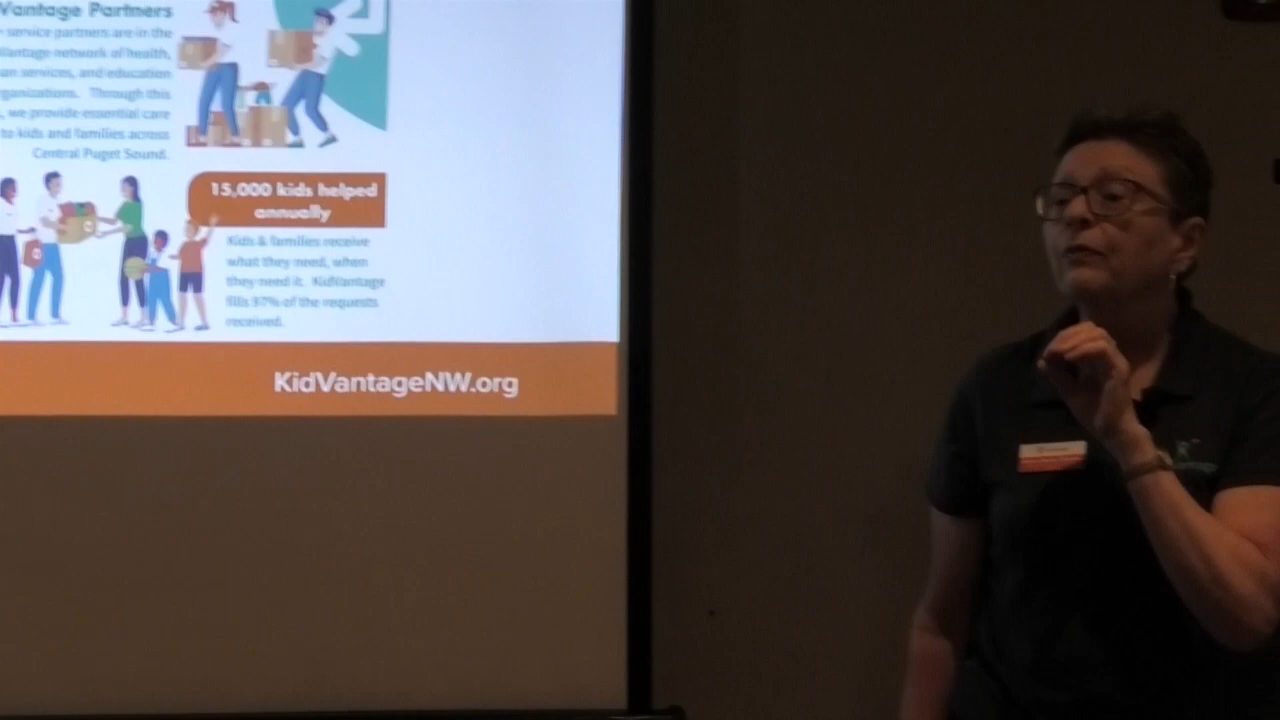 Vantage Partners
service partners are in the
Vantage network of health,
an services, and education
ganizations. Through this
, we provide essential care
to kids and families across
Central Puget Sound.
15,000 kids helped
annually
Kids & families receive
what they need, when
they need it. KidVantage
fills 97% of the requests
received.
KidVantageNW.org